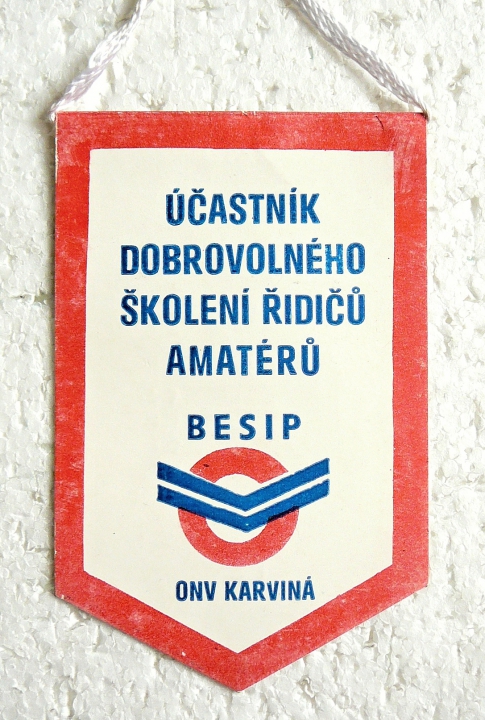 ÚČASTNÍK
DOBROVOLNÉHO
ŠKOLENÍ ŘIDIČŮ
AMATÉRŮ
BESIP
ONV KARVINÁ